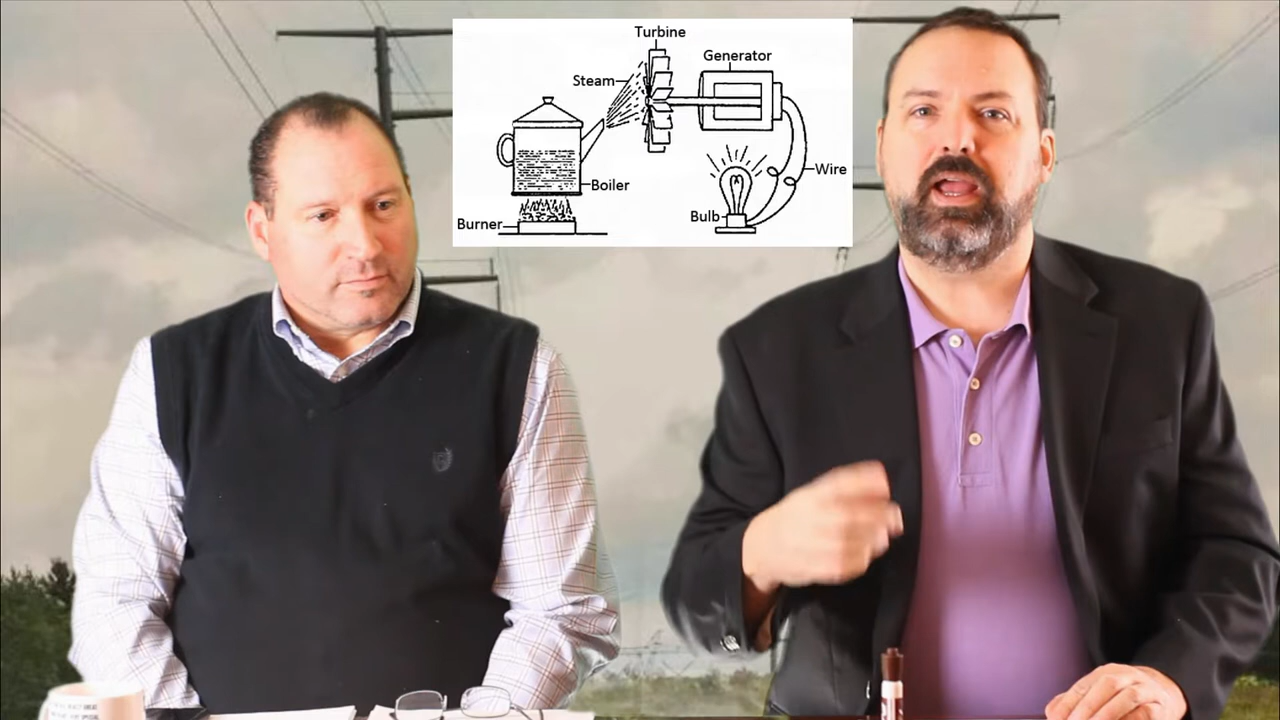 Turbine
Generator
Steam
Wire
Boiler
Bulb
Burner